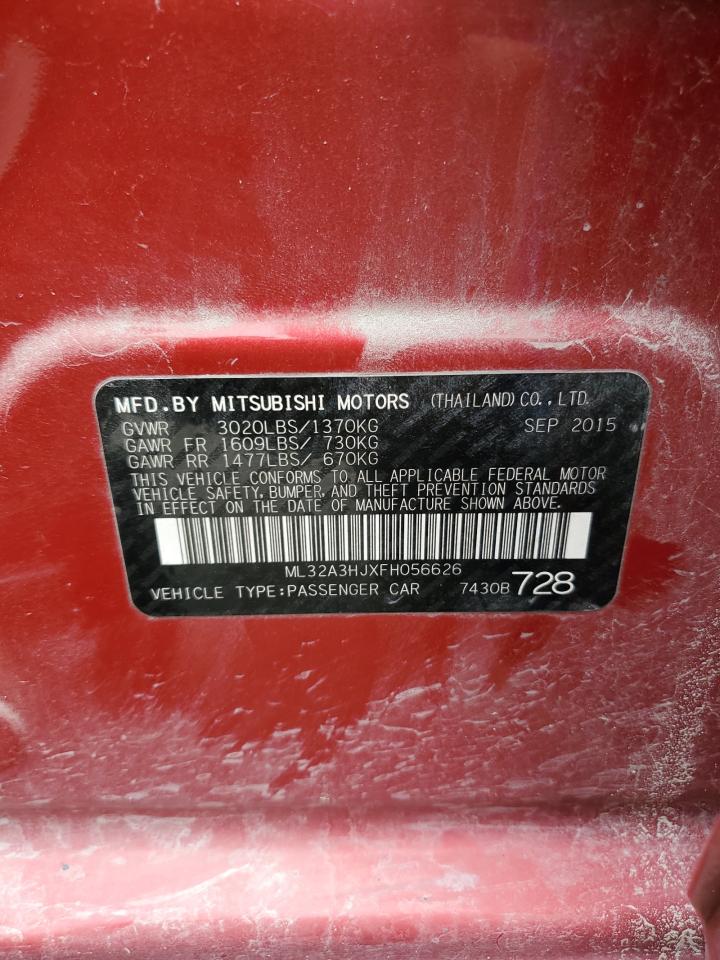 MFD.BY MITSUBISHI MOTORS (THAILAND)CO.,LTD.
GVWR 3020LBS/1370KG SEP 2015
GAWR FR 1609LBS/ 730KG
GAWR RR 1477LBS/ 670KG
THIS VEHICLE CONFORMS TO ALL APPLICABLE FEDERAL MOTOR
VEHICLE SAFETY, BUMPER, AND THEFT PREVENTION STANDARDS
IN EFFECT ON THE DATE OF MANUFACTURE SHOWN ABOVE.
ML32A3HJXFH056626
VEHICLE TYPE:PASSENGER CAR 7430B 728